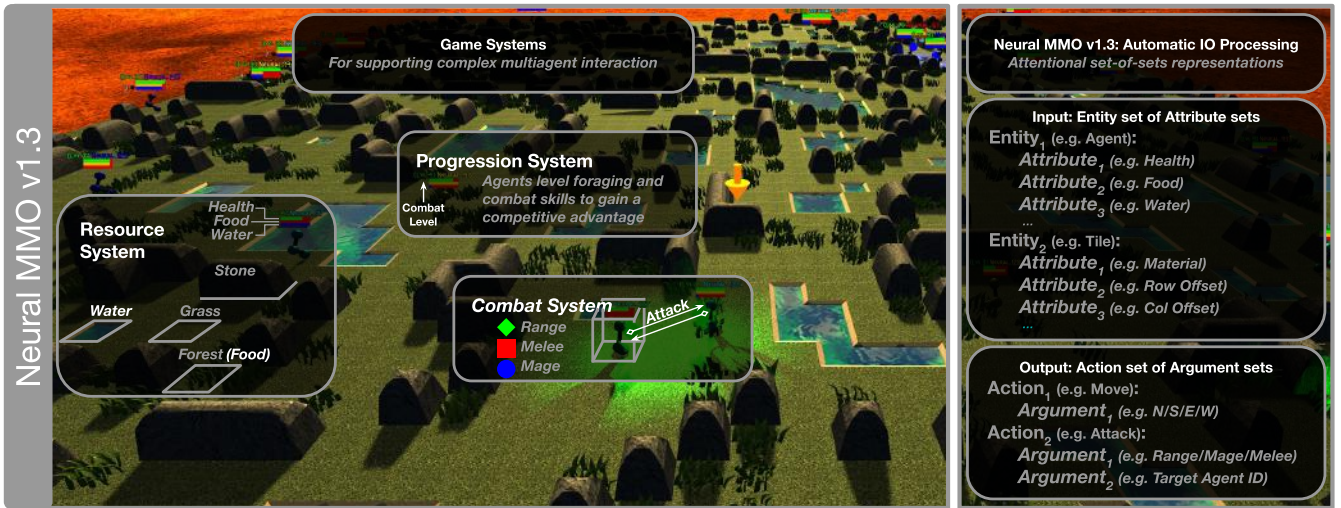 Neural MMO v1.3
Game Systems
For supporting complex multiagent interaction
Progression System
Agents level foraging and
combat skills to gain a
competitive advantage
Combat
Level
Resource
System
Health
Food
Water
Stone
Water
Grass
Forest (Food)
Combat System
Attack
Range
Melee
Mage
Neural MMO v1.3: Automatic IO Processing
Attentional set-of-sets representations
Input: Entity set of Attribute sets
Entity1 (e.g. Agent):
Attribute1 (e.g. Health)
Attribute2 (e.g. Food)
Attribute3 (e.g. Water)
...
Entity2 (e.g. Tile):
Attribute1 (e.g. Material)
Attribute2 (e.g. Row Offset)
Attribute3 (e.g. Col Offset)
...
Output: Action set of Argument sets
Action1 (e.g. Move):
Argument1 (e.g. N/S/E/W)
Action2 (e.g. Attack):
Argument1 (e.g. Range/Mage/Melee)
Argument2 (e.g. Target Agent ID)